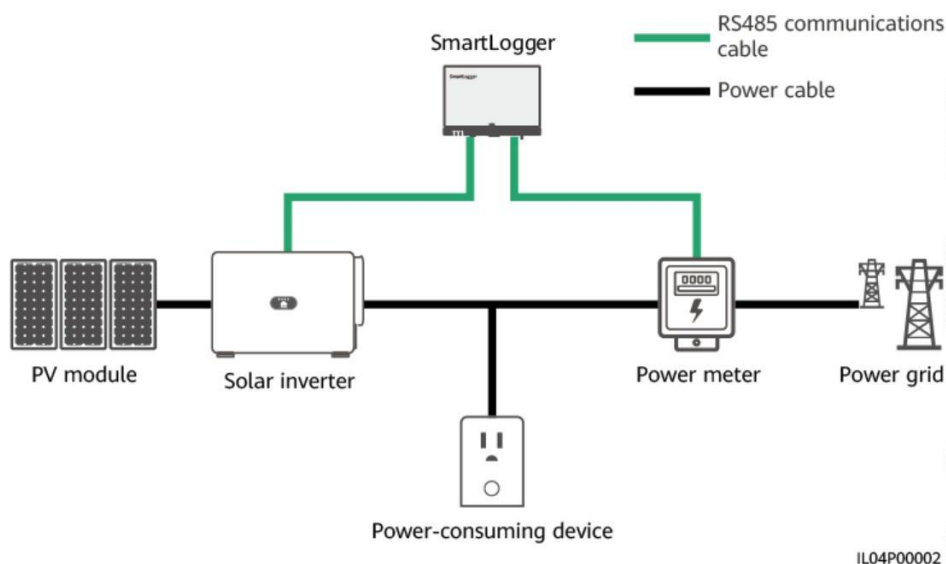 SmartLogger
RS485 communications
cable
Power cable
SmartLogger
m
0000
PV module
Solar inverter
Power meter
Power grid
Power-consuming device
IL04P00002